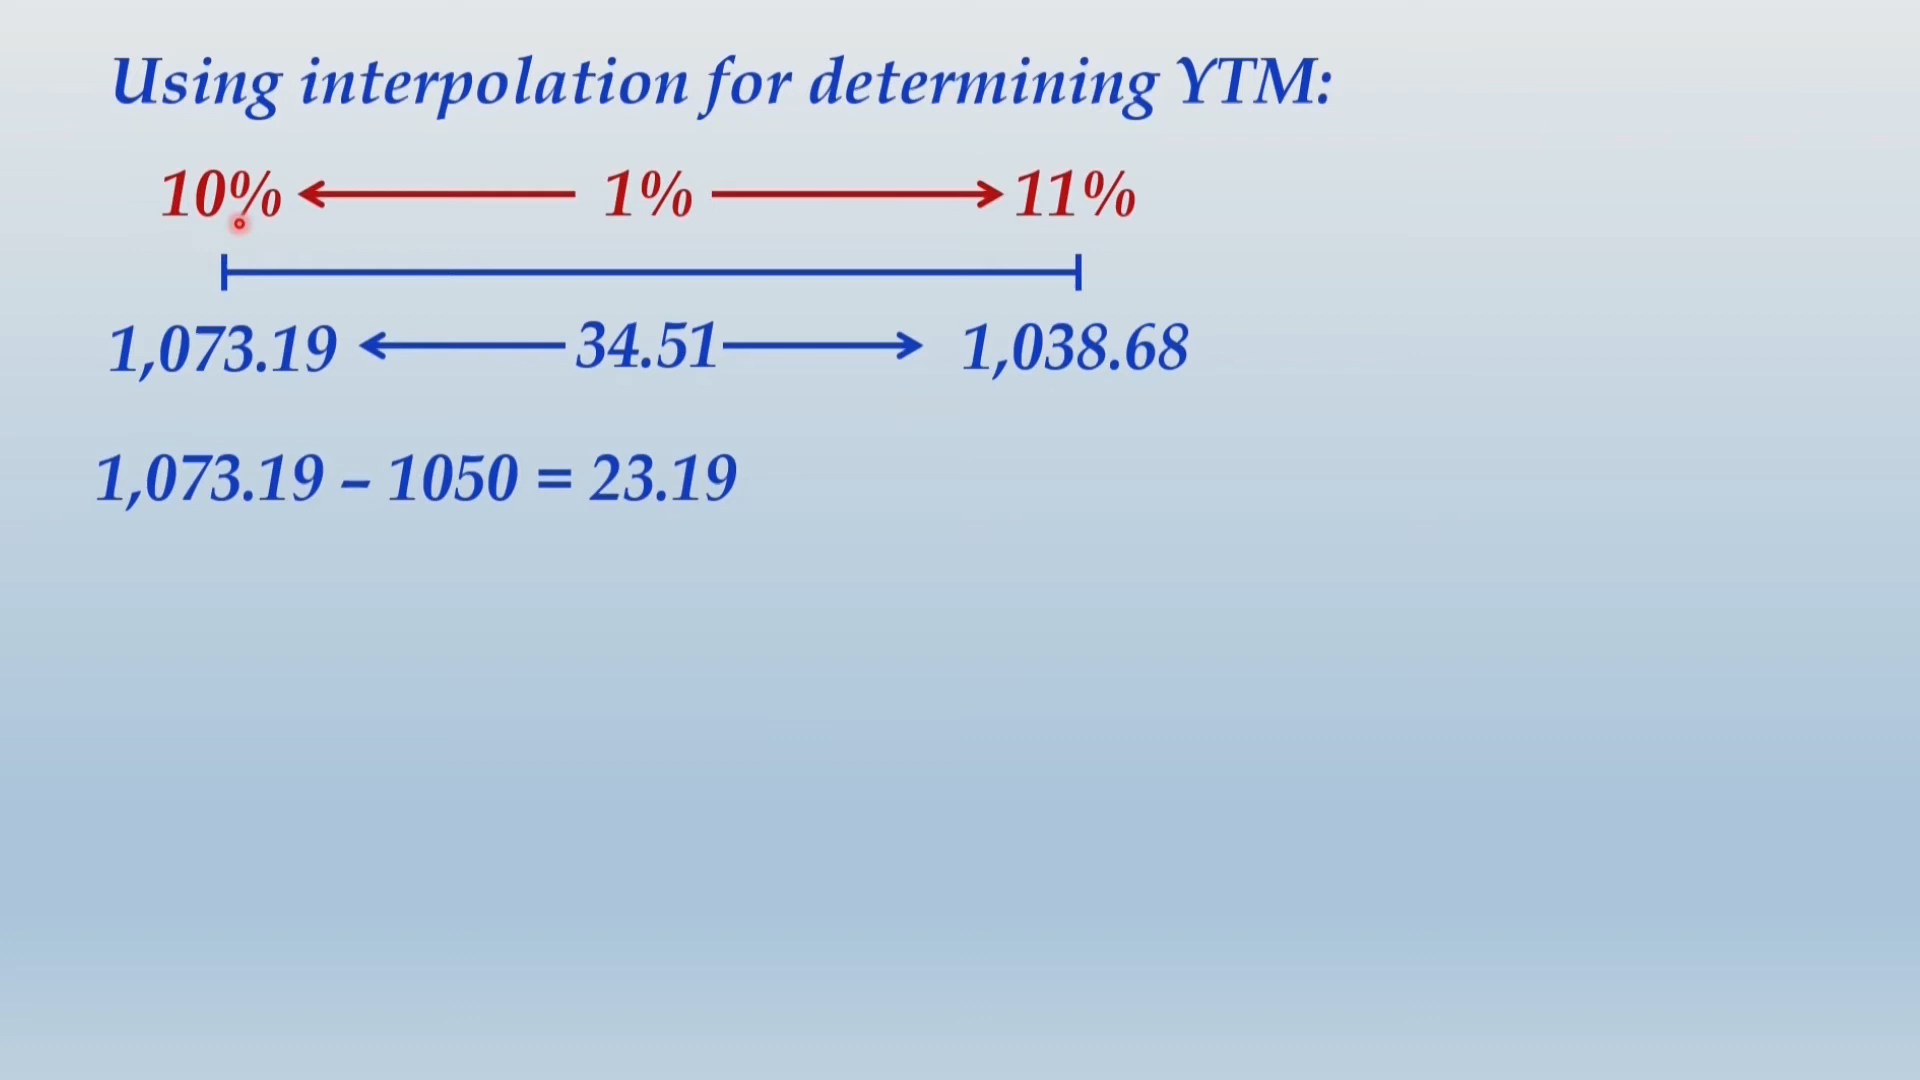 Using interpolation for determining YTM:
10% 1% 11%
1,073.19 34.51 1,038.68
1,073.19 – 1050 = 23.19